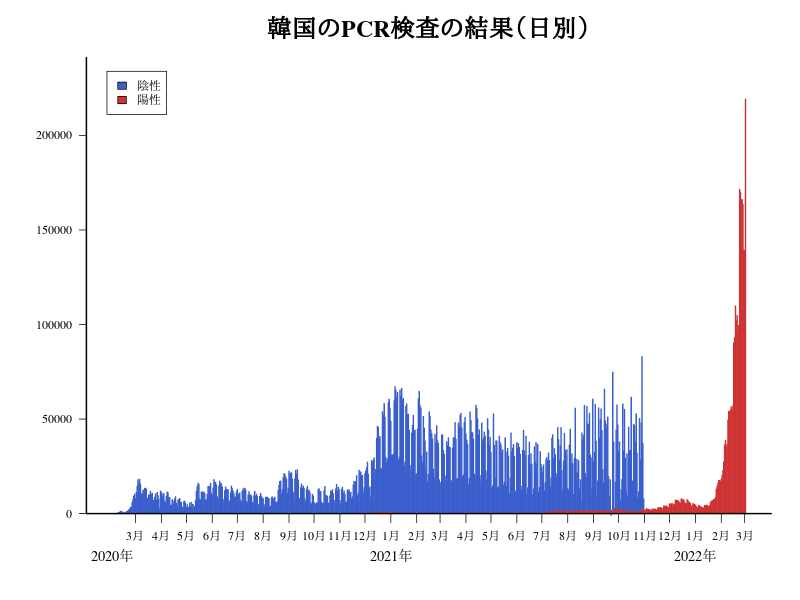 韓国のPCR検査の結果（日別）
陰性
陽性
200000
150000
100000
50000
0
3月 4月 5月 6月 7月 8月 9月 10月 11月 12月 1月 2月 3月 4月 5月 6月 7月 8月 9月 10月 11月 12月 1月 2月 3月
2020年 2021年 2022年